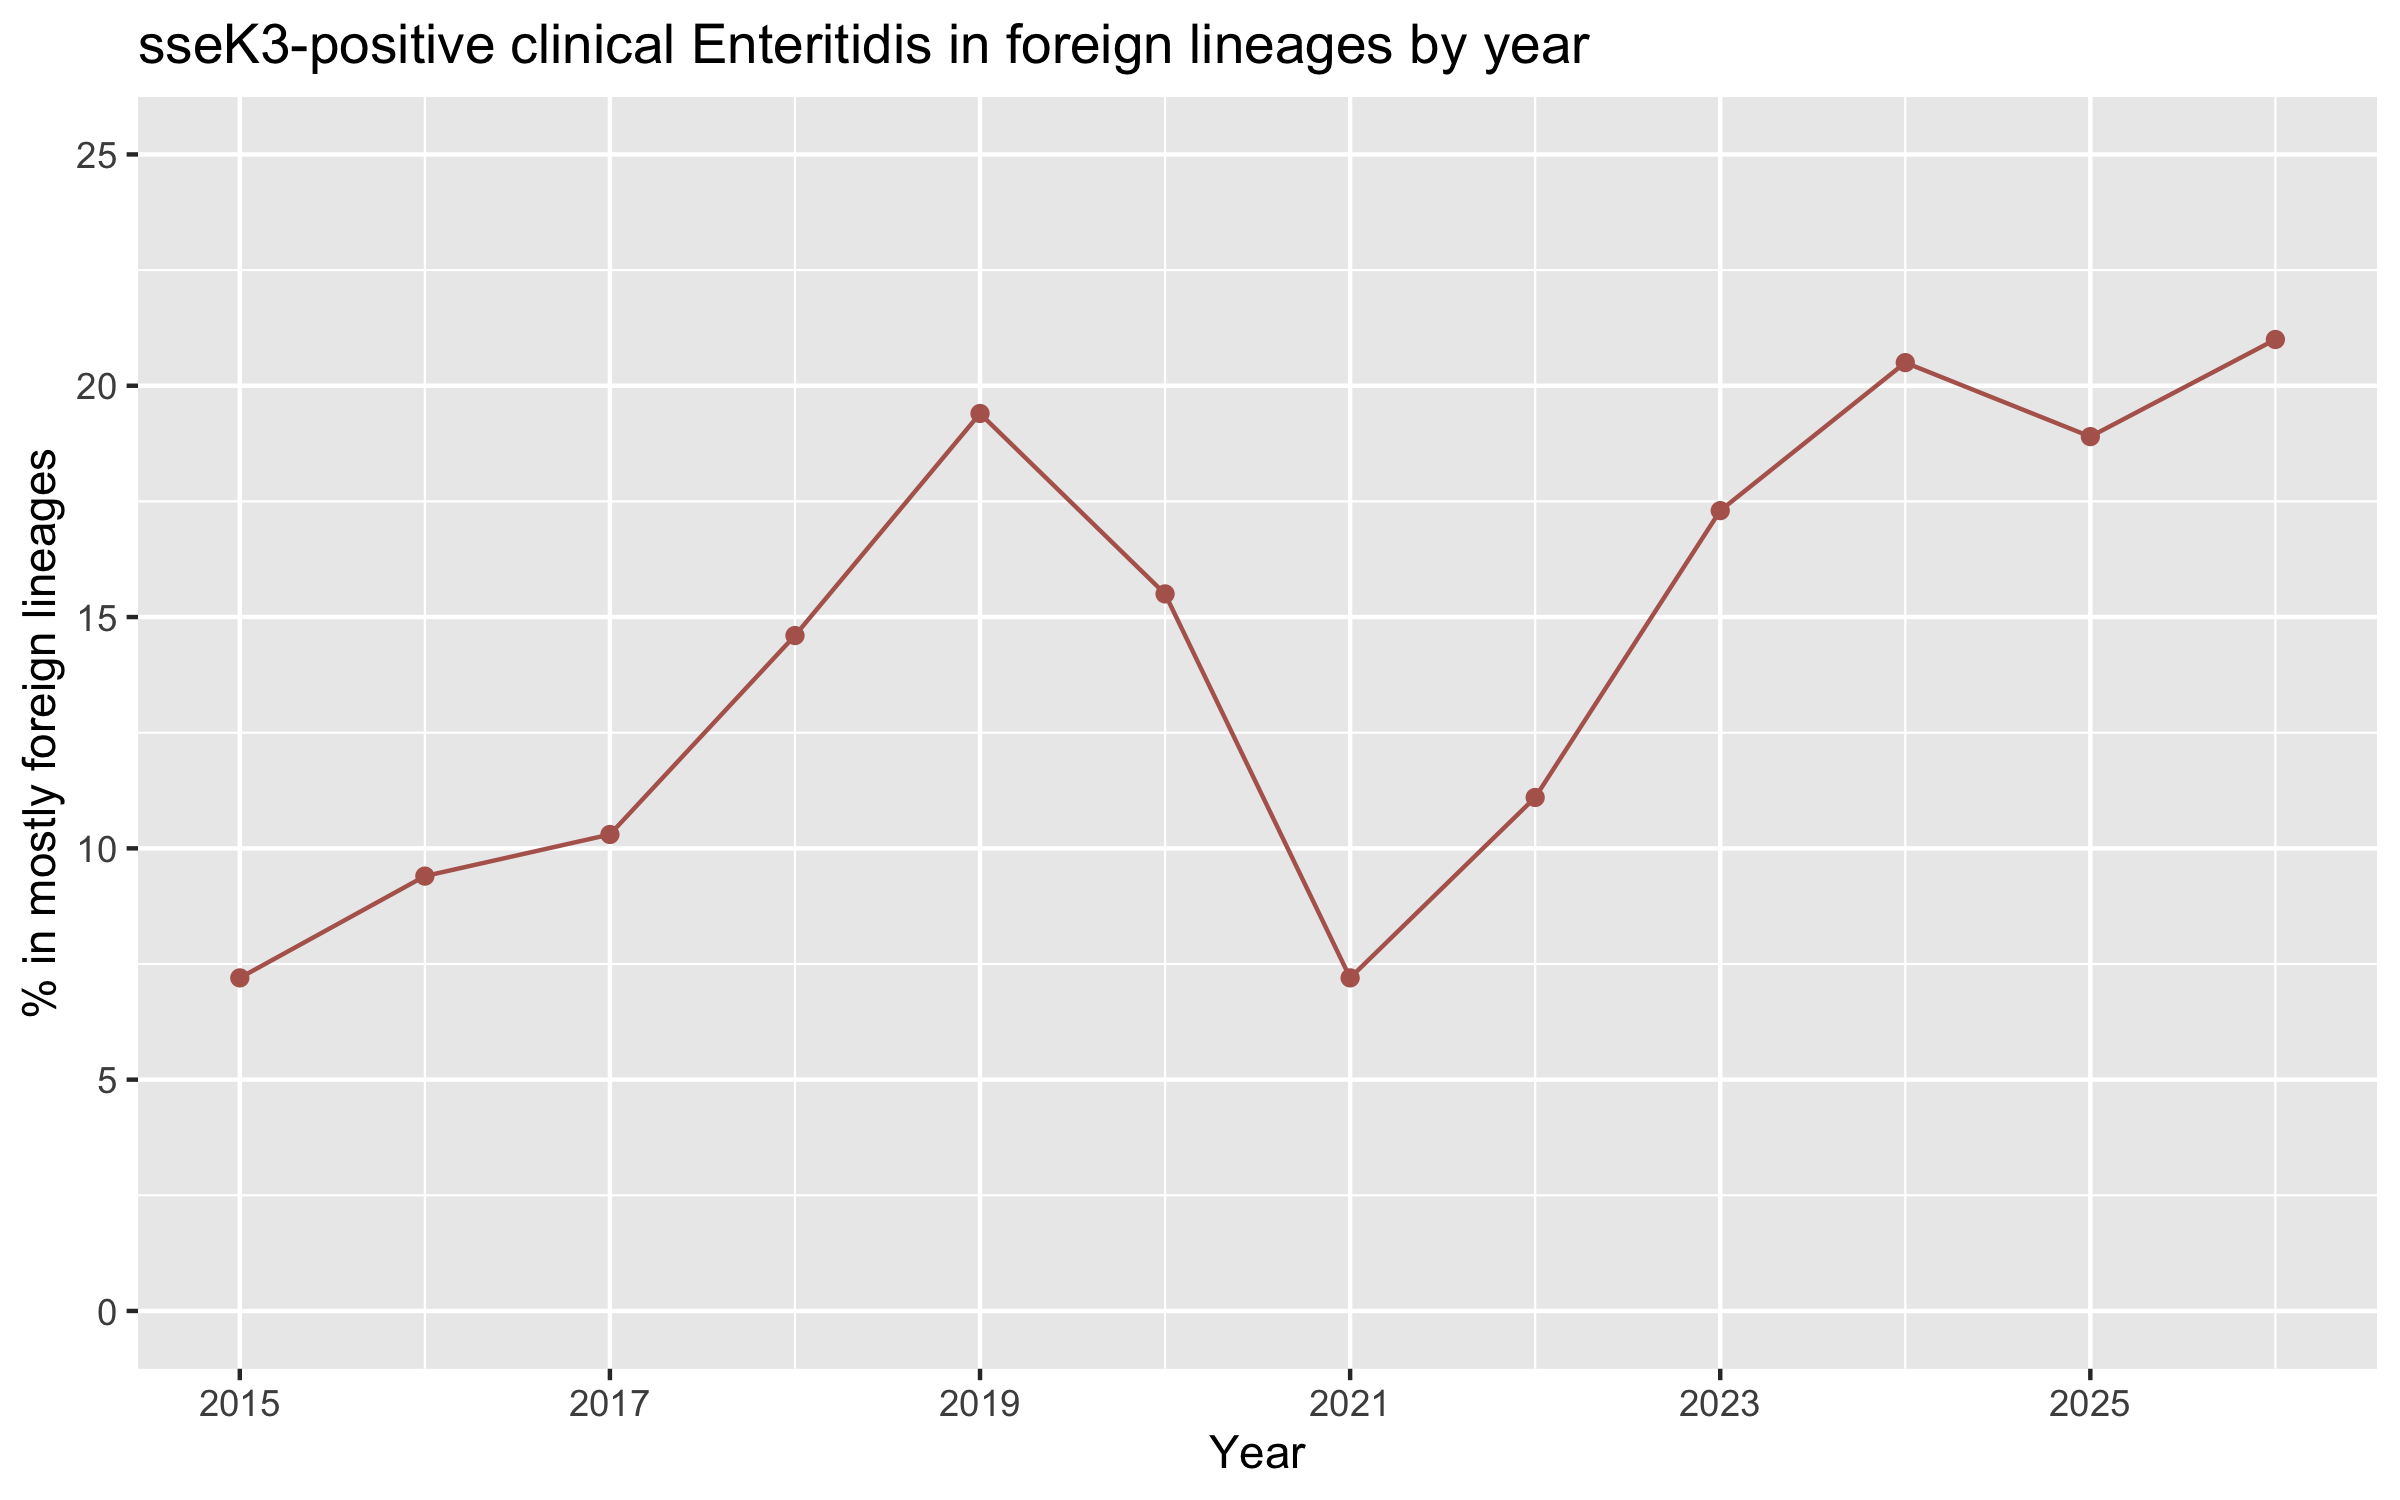 sseK3-positive clinical Enteritidis in foreign lineages by year
% in mostly foreign lineages
25
20
15
10
5
0
2015 2017 2019 2021 2023 2025
Year